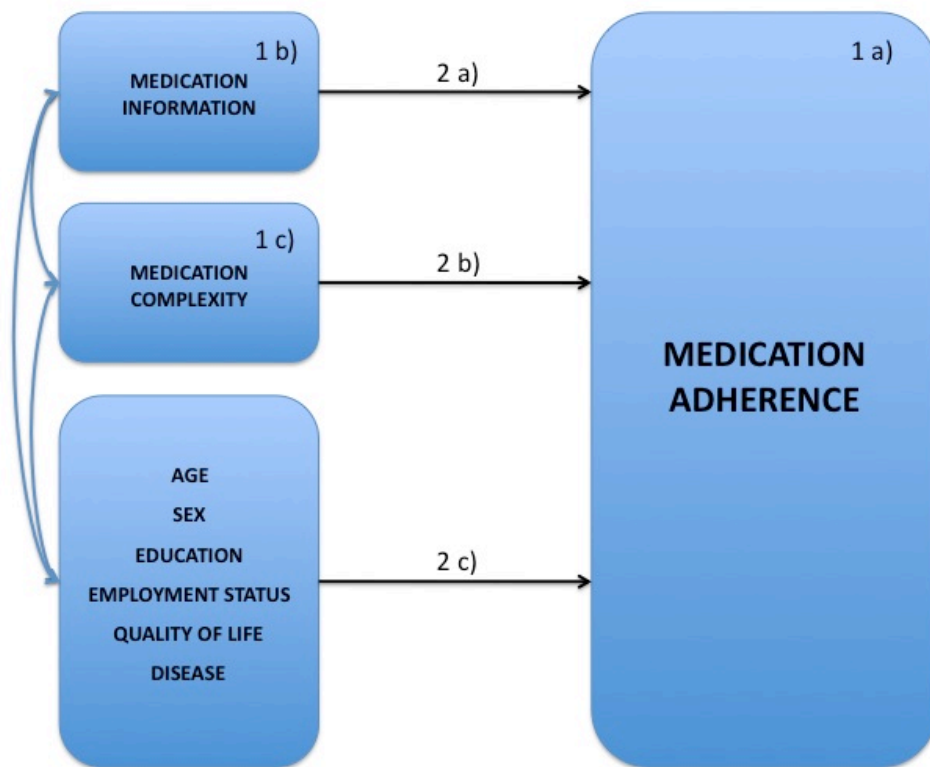 1 b)
MEDICATION
INFORMATION
2 a)
1 a)
1 c)
MEDICATION
COMPLEXITY
2 b)
MEDICATION
ADHERENCE
AGE
SEX
EDUCATION
EMPLOYMENT STATUS
QUALITY OF LIFE
DISEASE
2 c)